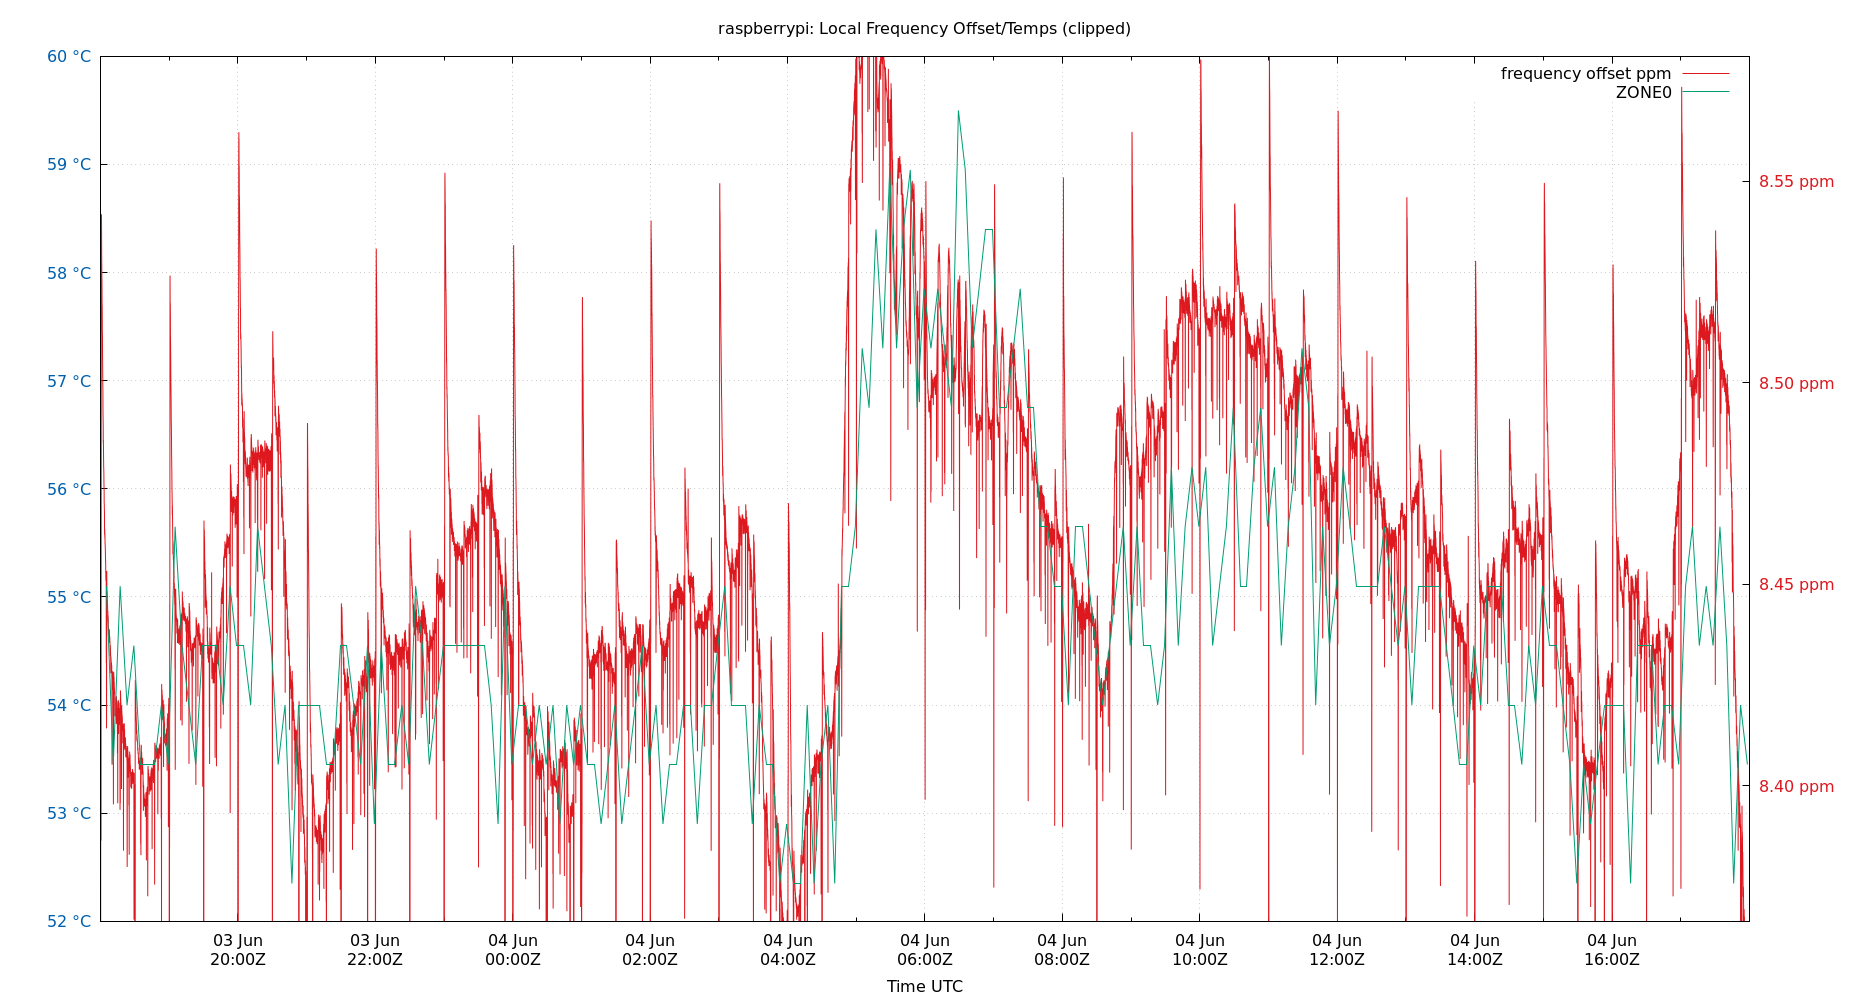 raspberrypi: Local Frequency Offset/Temps (clipped)
60 °C
59 °C
58 °C
57 °C
56 °C
55 °C
54 °C
53 °C
52 °C
frequency offset ppm
ZONE0
8.55 ppm
8.50 ppm
8.45 ppm
8.40 ppm
03 Jun
20:00Z
03 Jun
22:00Z
04 Jun
00:00Z
04 Jun
02:00Z
04 Jun
04:00Z
04 Jun
06:00Z
04 Jun
08:00Z
04 Jun
10:00Z
04 Jun
12:00Z
04 Jun
14:00Z
04 Jun
16:00Z
Time UTC